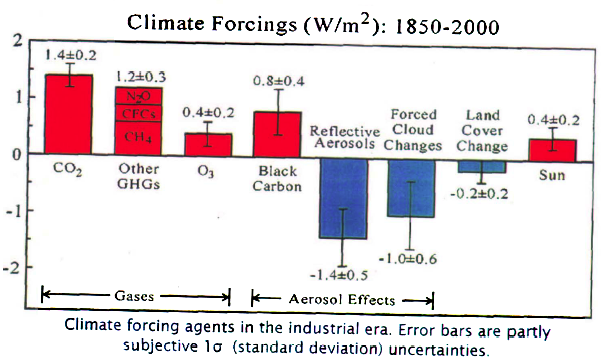 Climate Forcings (W/m²): 1850-2000
2
1
0
-1
-2
1.4±0.2
CO₂
1.2±0.3
N₂O
CFCs
CH₄
Other
GHGs
0.4±0.2
O₃
0.8±0.4
Black
Carbon
Reflective
Aerosols
-1.4±0.5
Forced
Cloud
Changes
-1.0±0.6
Land
Cover
Change
-0.2±0.2
0.4±0.2
Sun
Gases
Aerosol Effects
Climate forcing agents in the industrial era. Error bars are partly
subjective 1σ (standard deviation) uncertainties.